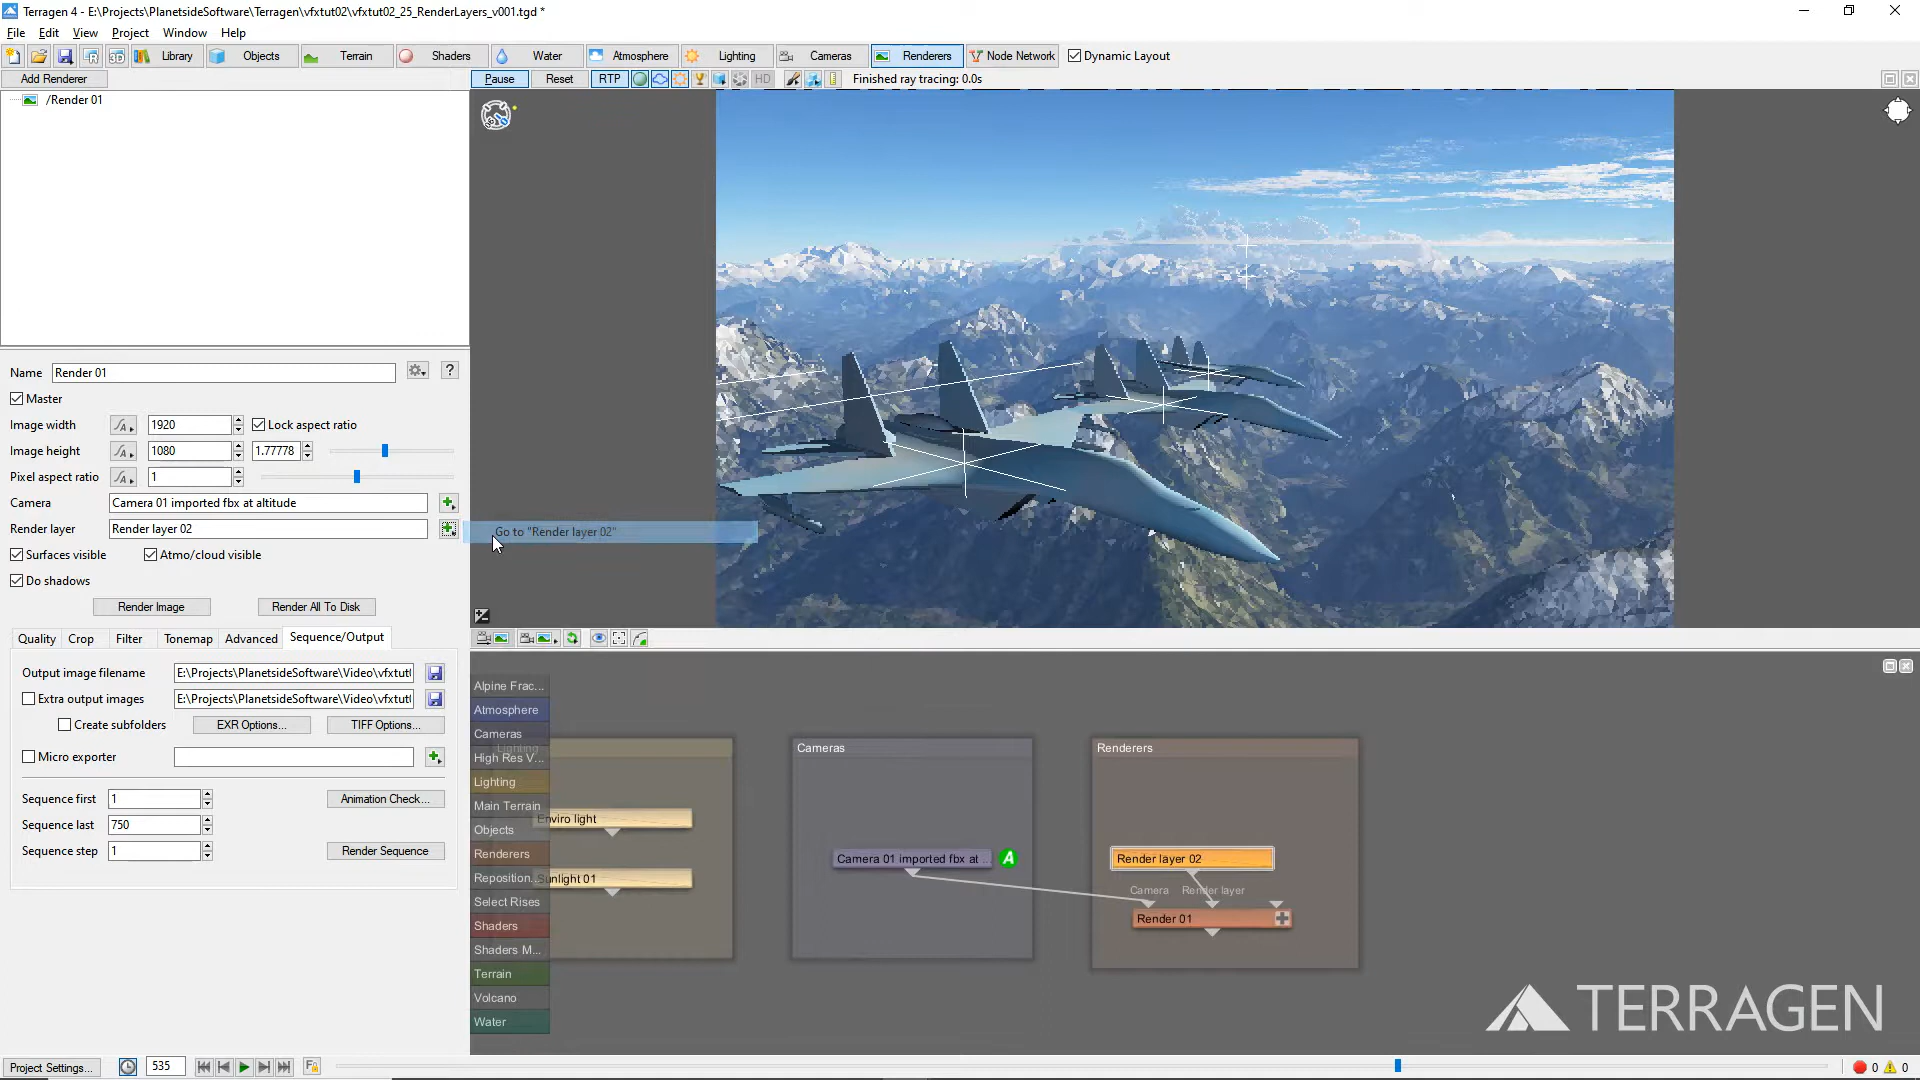 Terragen 4 - E:\Projects\PlanetsideSoftware\Terragen\vfxtut02\vfxtut02_25_RenderLayers_v001.tgd *
File Edit View Project Window Help
Library Objects Terrain Shaders Water Atmosphere Lighting Cameras Renderers Node Network Dynamic Layout
Add Renderer
Pause Reset RTP HD Finished ray tracing: 0.0s
/Render 01
Name Render 01 ?
Master
Image width 1920 Lock aspect ratio
Image height 1080 1.77778
Pixel aspect ratio 1
Camera Camera 01 imported fbx at altitude
Render layer Render layer 02
Go to "Render layer 02"
Surfaces visible Atmo/cloud visible
Do shadows
Render Image Render All To Disk
Quality Crop Filter Tonemap Advanced Sequence/Output
Output image filename E:\Projects\PlanetsideSoftware\Video\vfxtut(
Extra output images E:\Projects\PlanetsideSoftware\Video\vfxtut(
Create subfolders EXR Options... TIFF Options...
Micro exporter
Sequence first 1 Animation Check...
Sequence last 750
Sequence step 1 Render Sequence
Alpine Frac...
Atmosphere
Cameras
High Res V...
Lighting
Main Terrain
Objects
Renderers
Reposition...
Select Rises
Shaders
Shaders M...
Terrain
Volcano
Water
Lighting
Enviro light
Sunlight 01
Cameras
Camera 01 imported fbx at ... A
Renderers
Render layer 02
Camera Render layer
Render 01
TERRAGEN
Project Settings... 535 0 0